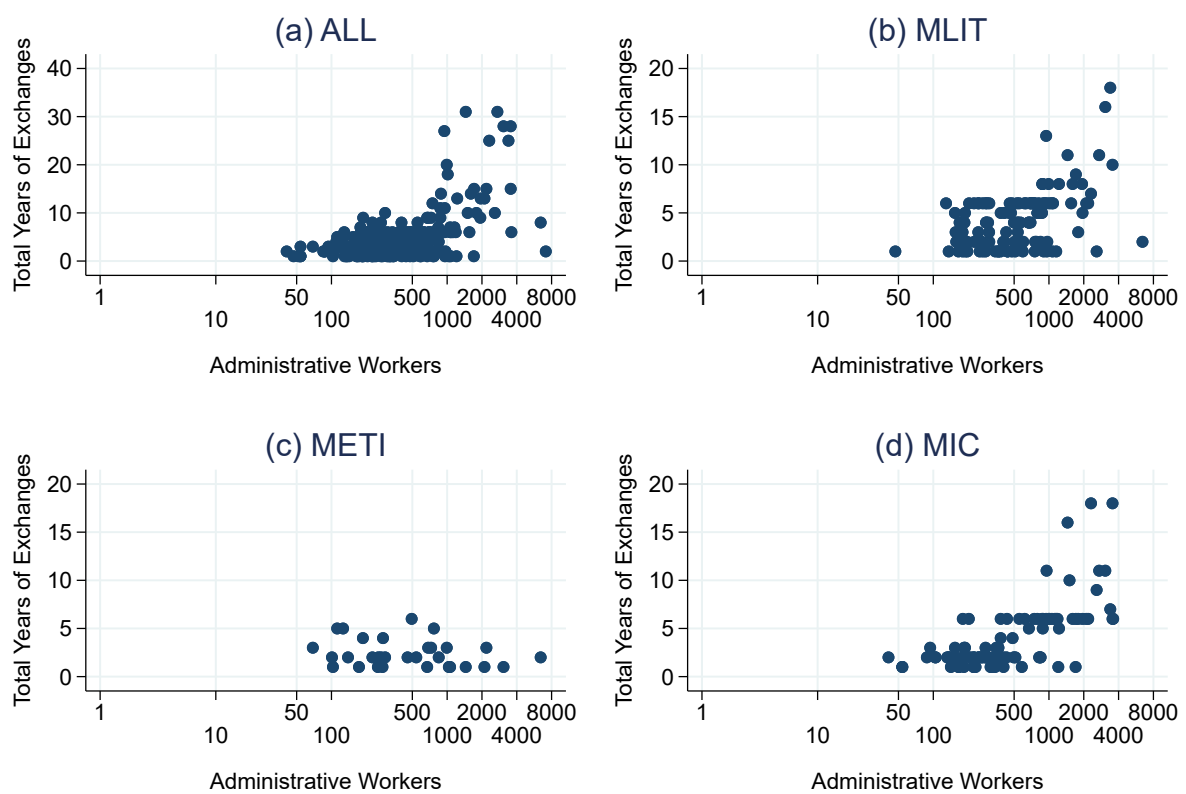 (a) ALL
Total Years of Exchanges
40
30
20
10
0
1 50 500 2000 8000
10 100 1000 4000
Administrative Workers
(b) MLIT
Total Years of Exchanges
20
15
10
5
0
1 50 500 2000 8000
10 100 1000 4000
Administrative Workers
(c) METI
Total Years of Exchanges
20
15
10
5
0
1 50 500 2000 8000
10 100 1000 4000
Administrative Workers
(d) MIC
Total Years of Exchanges
20
15
10
5
0
1 50 500 2000 8000
10 100 1000 4000
Administrative Workers